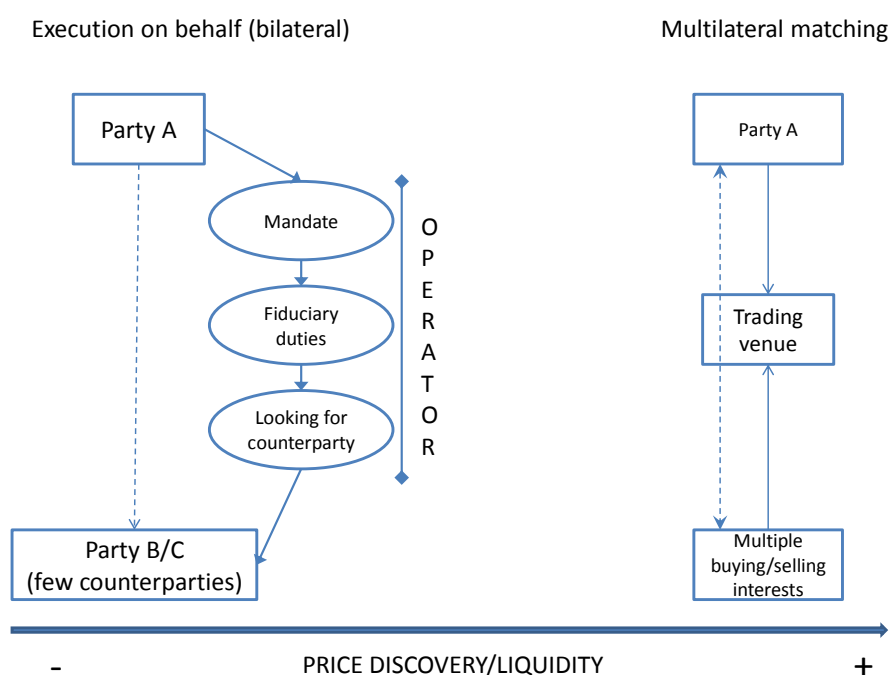 Execution on behalf (bilateral)
Multilateral matching
Party A
Mandate
Fiduciary
duties
Looking for
counterparty
O
P
E
R
A
T
O
R
Party B/C
(few counterparties)
Party A
Trading
venue
Multiple
buying/selling
interests
-
PRICE DISCOVERY/LIQUIDITY
+